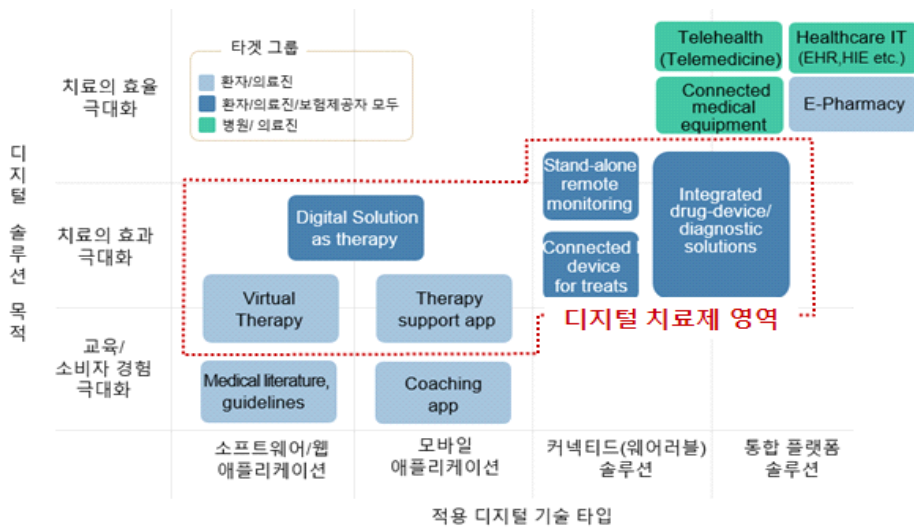 타겟 그룹
환자/의료진
환자/의료진/보험제공자 모두
병원/ 의료진
Telehealth
(Telemedicine)
Healthcare IT
(EHR,HIE etc.)
Connected
medical
equipment
E-Pharmacy
치료의 효율
극대화
디지털 솔루션 목적
치료의 효과
극대화
Digital Solution
as therapy
Stand-alone
remote
monitoring
Integrated
drug-device/
diagnostic
solutions
Connected
device
for treats
Virtual
Therapy
Therapy
support app
디지털 치료제 영역
교육/
소비자 경험
극대화
Medical literature,
guidelines
Coaching
app
소프트웨어/웹
애플리케이션
모바일
애플리케이션
커넥티드(웨어러블)
솔루션
통합 플랫폼
솔루션
적용 디지털 기술 타입